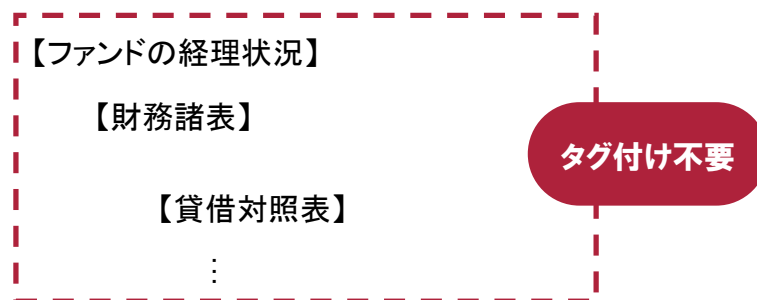 【ファンドの経理状況】
【財務諸表】
タグ付け不要
【貸借対照表】
⋮